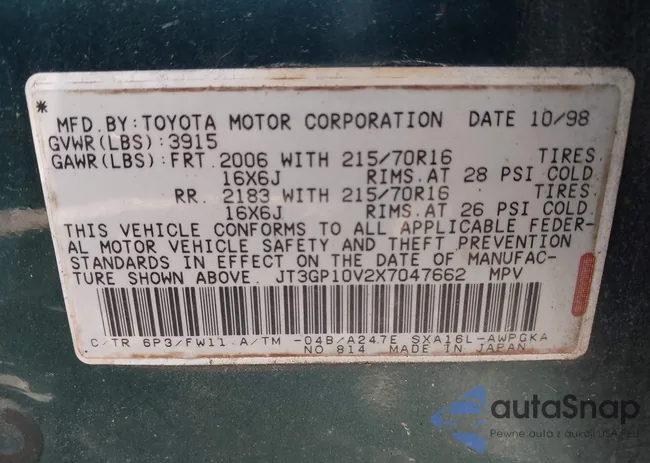 * MFD. BY: TOYOTA MOTOR CORPORATION DATE 10/98
GVWR(LBS): 3915
GAWR(LBS): FRT. 2006 WITH 215/70R16 TIRES.
16X6J RIMS. AT 28 PSI COLD
RR. 2183 WITH 215/70R16 TIRES.
16X6J RIMS. AT 26 PSI COLD
THIS VEHICLE CONFORMS TO ALL APPLICABLE FEDER-
AL MOTOR VEHICLE SAFETY AND THEFT PREVENTION
STANDARDS IN EFFECT ON THE DATE OF MANUFAC-
TURE SHOWN ABOVE. JT3GP10V2X7047662 MPV
C/TR 6P3/FW11 A/TM -04B/A247E SXA16L-AWPGKA
NO 814 MADE IN JAPAN
autaSnap
Pewne auta z aukcji USA